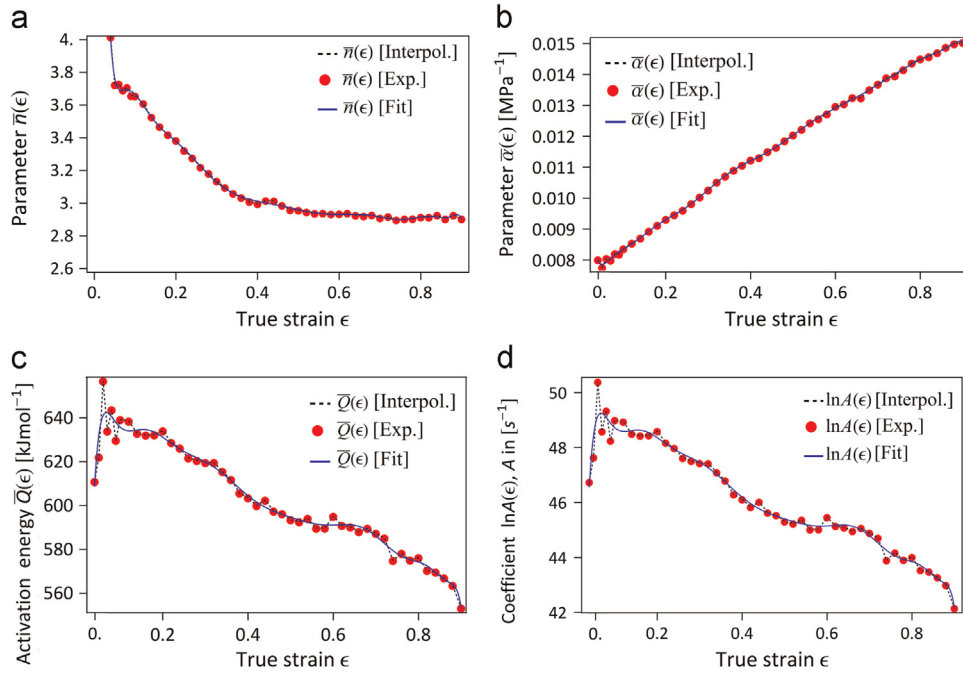 a
4.
3.8
3.6
3.4
3.2
3.0
2.8
2.6
Parameter n̅(ϵ)
n̅(ϵ) [Interpol.]
n̅(ϵ) [Exp.]
n̅(ϵ) [Fit]
0. 0.2 0.4 0.6 0.8
True strain ϵ
b
0.015
0.014
0.013
0.012
0.011
0.010
0.009
0.008
Parameter α̅(ϵ) [MPa⁻¹]
α̅(ϵ) [Interpol.]
α̅(ϵ) [Exp.]
α̅(ϵ) [Fit]
0. 0.2 0.4 0.6 0.8
True strain ϵ
c
640
620
600
580
560
Activation energy Q̅(ϵ) [kJmol⁻¹]
Q̅(ϵ) [Interpol.]
Q̅(ϵ) [Exp.]
Q̅(ϵ) [Fit]
0. 0.2 0.4 0.6 0.8
True strain ϵ
d
50
48
46
44
42
Coefficient lnA(ϵ), A in [s⁻¹]
lnA(ϵ) [Interpol.]
lnA(ϵ) [Exp.]
lnA(ϵ) [Fit]
0. 0.2 0.4 0.6 0.8
True strain ϵ